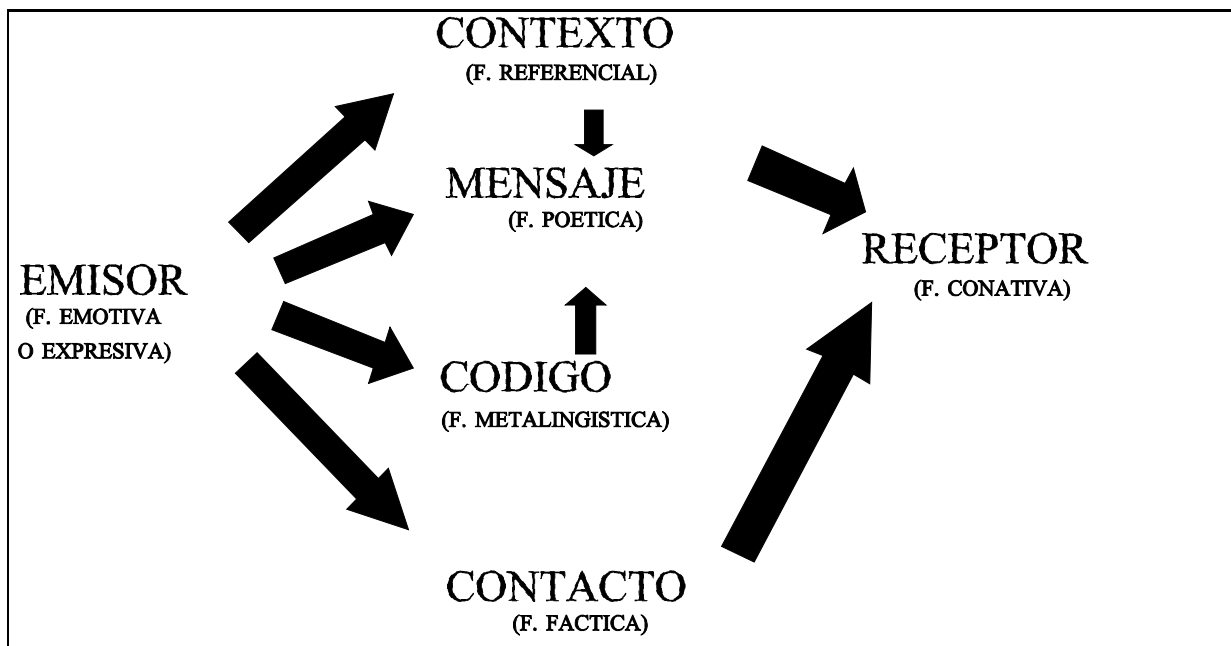 CONTEXTO
(F. REFERENCIAL)
MENSAJE
(F. POETICA)
RECEPTOR
(F. CONATIVA)
EMISOR
(F. EMOTIVA
O EXPRESIVA)
CODIGO
(F. METALINGISTICA)
CONTACTO
(F. FACTICA)